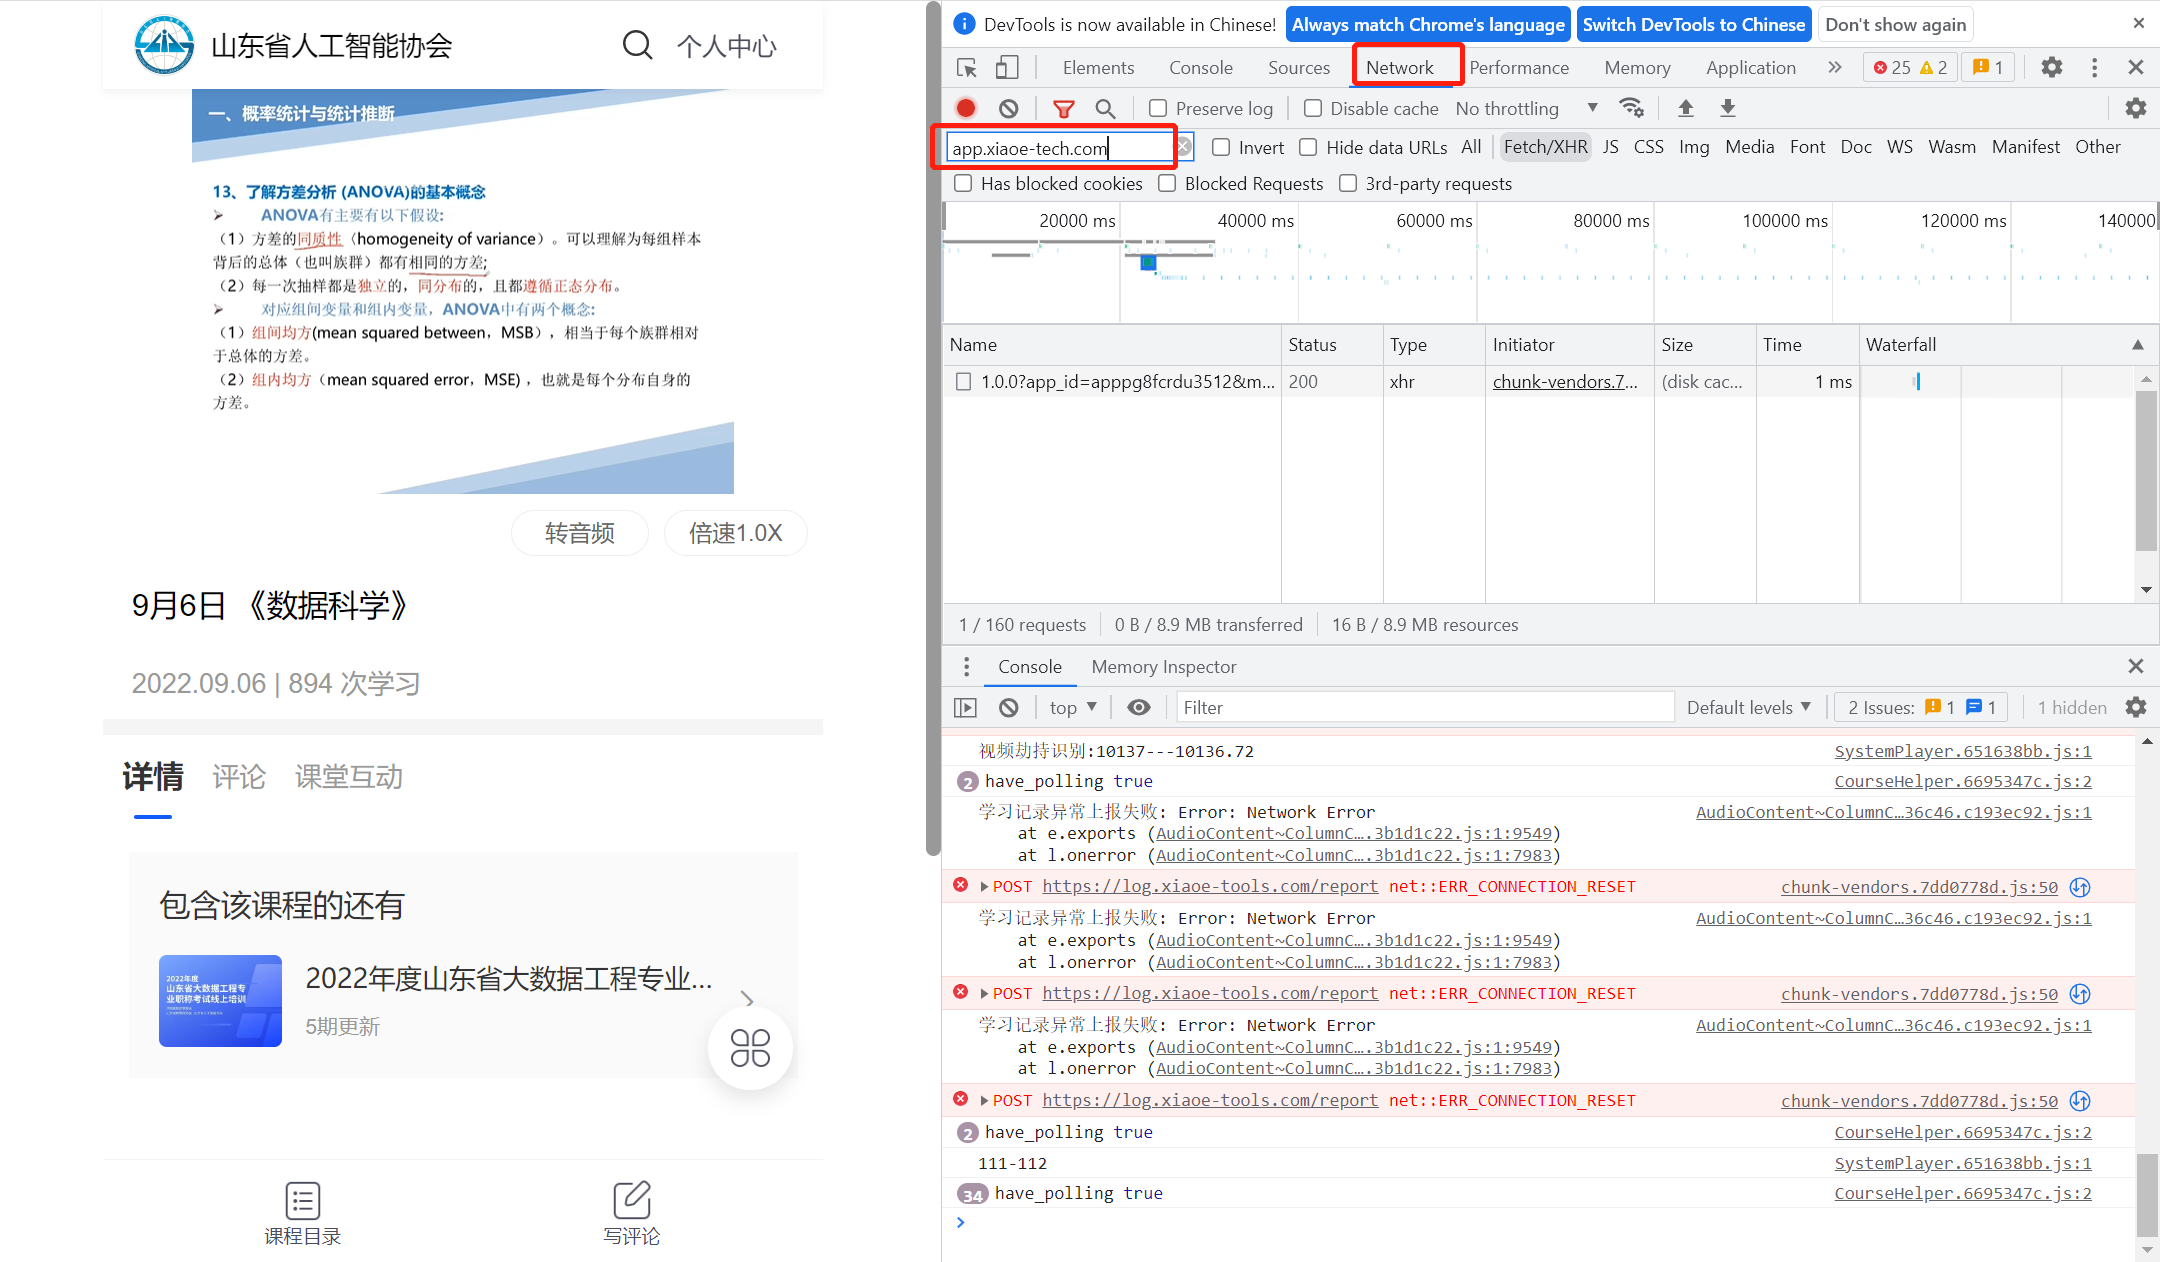 山东省人工智能协会
个人中心
一、概率统计与统计推断
13、了解方差分析 (ANOVA)的基本概念
➢ ANOVA有主要有以下假设:
（1）方差的同质性（homogeneity of variance）。可以理解为每组样本
背后的总体（也叫族群）都有相同的方差;
（2）每一次抽样都是独立的，同分布的，且都遵循正态分布。
➢ 对应组间变量和组内变量，ANOVA中有两个概念:
（1）组间均方(mean squared between，MSB），相当于每个族群相对
于总体的方差。
（2）组内均方（mean squared error，MSE) ，也就是每个分布自身的
方差。
转音频
倍速1.0X
9月6日 《数据科学》
2022.09.06 | 894 次学习
详情 评论 课堂互动
包含该课程的还有
2022年度
山东省大数据工程专
业职称考试线上培训
2022年度山东省大数据工程专业...
5期更新
课程目录
写评论
DevTools is now available in Chinese! Always match Chrome's language Switch DevTools to Chinese Don't show again
Elements Console Sources Network Performance Memory Application » 25 2 1
Preserve log Disable cache No throttling
app.xiaoe-tech.com Invert Hide data URLs All Fetch/XHR JS CSS Img Media Font Doc WS Wasm Manifest Other
Has blocked cookies Blocked Requests 3rd-party requests
20000 ms 40000 ms 60000 ms 80000 ms 100000 ms 120000 ms 140000
Name Status Type Initiator Size Time Waterfall
1.0.0?app_id=apppg8fcrdu3512&m... 200 xhr chunk-vendors.7... (disk cac... 1 ms
1 / 160 requests 0 B / 8.9 MB transferred 16 B / 8.9 MB resources
Console Memory Inspector
top Filter Default levels 2 Issues: 1 1 1 hidden
视频劫持识别:10137---10136.72 SystemPlayer.651638bb.js:1
2 have_polling true CourseHelper.6695347c.js:2
学习记录异常上报失败: Error: Network Error AudioContent~ColumnC…36c46.c193ec92.js:1
at e.exports (AudioContent~ColumnC….3b1d1c22.js:1:9549)
at l.onerror (AudioContent~ColumnC….3b1d1c22.js:1:7983)
POST https://log.xiaoe-tools.com/report net::ERR_CONNECTION_RESET chunk-vendors.7dd0778d.js:50
学习记录异常上报失败: Error: Network Error AudioContent~ColumnC…36c46.c193ec92.js:1
at e.exports (AudioContent~ColumnC….3b1d1c22.js:1:9549)
at l.onerror (AudioContent~ColumnC….3b1d1c22.js:1:7983)
POST https://log.xiaoe-tools.com/report net::ERR_CONNECTION_RESET chunk-vendors.7dd0778d.js:50
学习记录异常上报失败: Error: Network Error AudioContent~ColumnC…36c46.c193ec92.js:1
at e.exports (AudioContent~ColumnC….3b1d1c22.js:1:9549)
at l.onerror (AudioContent~ColumnC….3b1d1c22.js:1:7983)
POST https://log.xiaoe-tools.com/report net::ERR_CONNECTION_RESET chunk-vendors.7dd0778d.js:50
2 have_polling true CourseHelper.6695347c.js:2
111-112 SystemPlayer.651638bb.js:1
34 have_polling true CourseHelper.6695347c.js:2